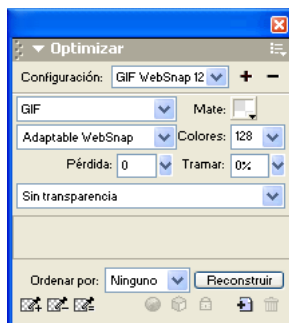 Optimizar
Configuración: GIF WebSnap 12
GIF Mate:
Adaptable WebSnap Colores: 128
Pérdida: 0 Tramar: 0%
Sin transparencia
Ordenar por: Ninguno Reconstruir